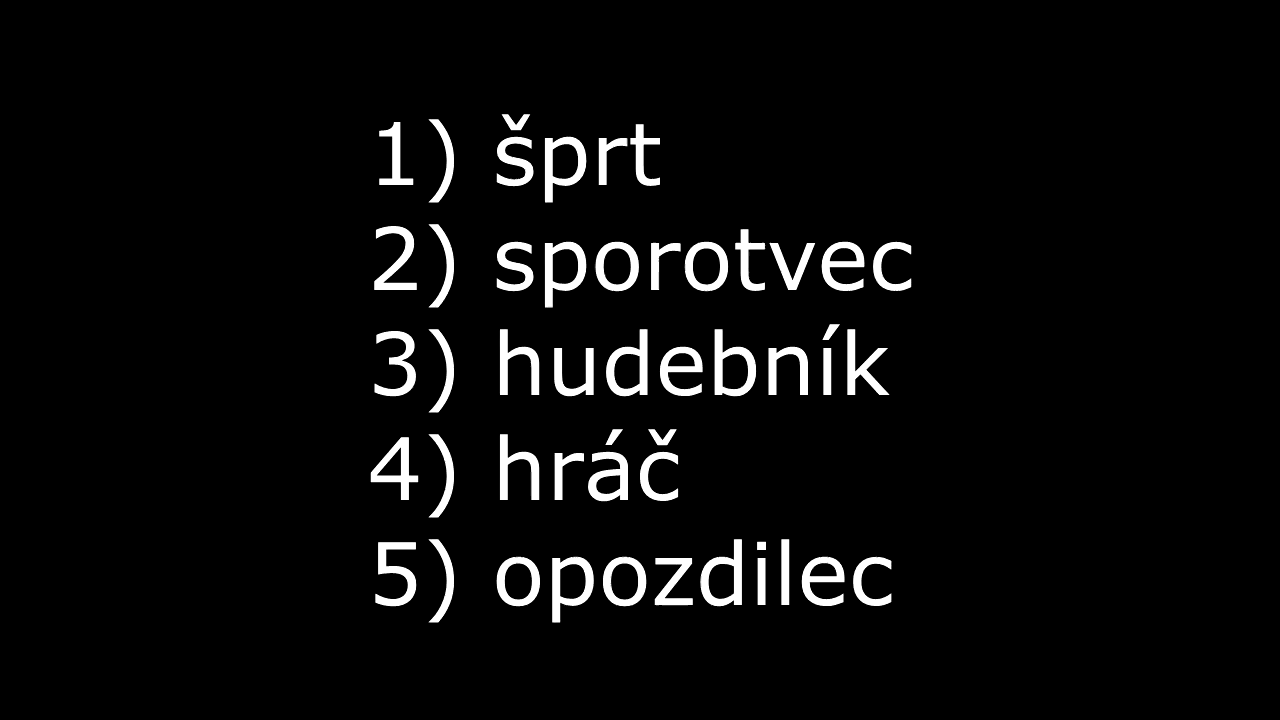 1) šprt
2) sporotvec
3) hudebník
4) hráč
5) opozdilec